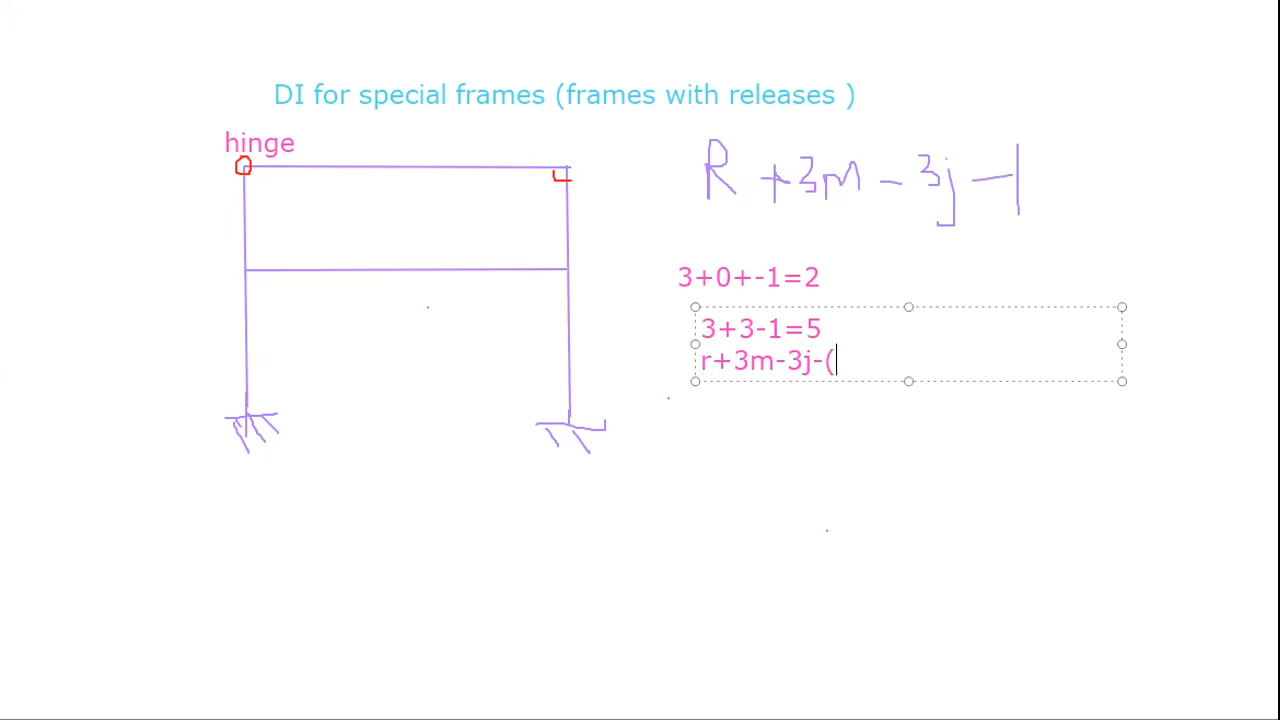 DI for special frames (frames with releases )
hinge
R + 3m - 3j - 1
3+0+-1=2
3+3-1=5
r+3m-3j-(